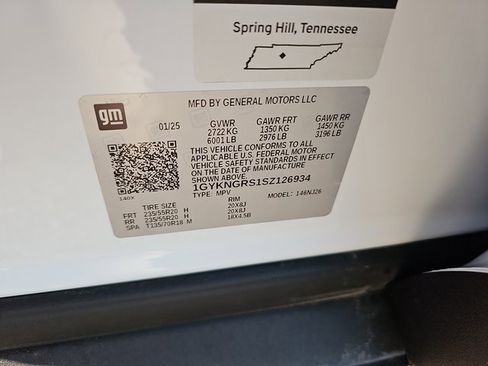 Spring Hill, Tennessee
MFD BY GENERAL MOTORS LLC
gm
01/25 GVWR GAWR FRT GAWR RR
2722 KG 1350 KG 1450 KG
6001 LB 2976 LB 3196 LB
THIS VEHICLE CONFORMS TO ALL
APPLICABLE U.S. FEDERAL MOTOR
VEHICLE SAFETY STANDARDS IN EFFECT
ON THE DATE OF MANUFACTURE
1GYKNGRS1SZ126934
140X
TYPE: MPV MODEL: 146NJ26
TIRE SIZE RIM
FRT 235/55R20 H 20X8J
RR 235/55R20 H 20X8J
SPA T135/70R18 M 18X4.5B